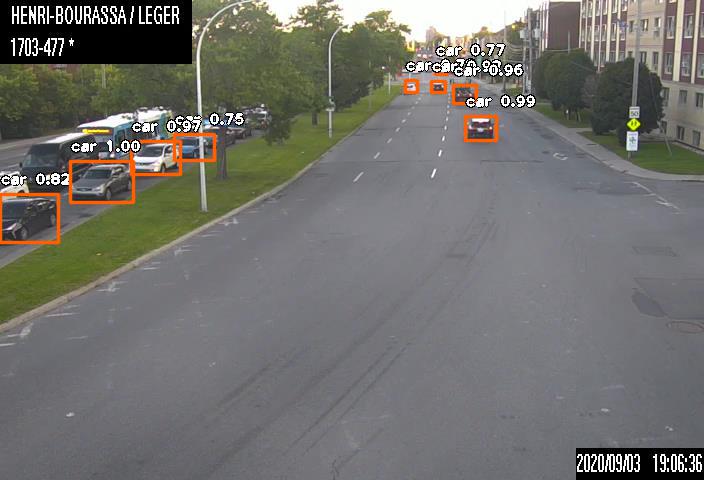 HENRI-BOURASSA / LEGER
1703-477 *
car 0.77
car 0.96
car 0.99
car 0.75
car 0.97
car 1.00
car 0.82
50
2020/09/03 19:06:36